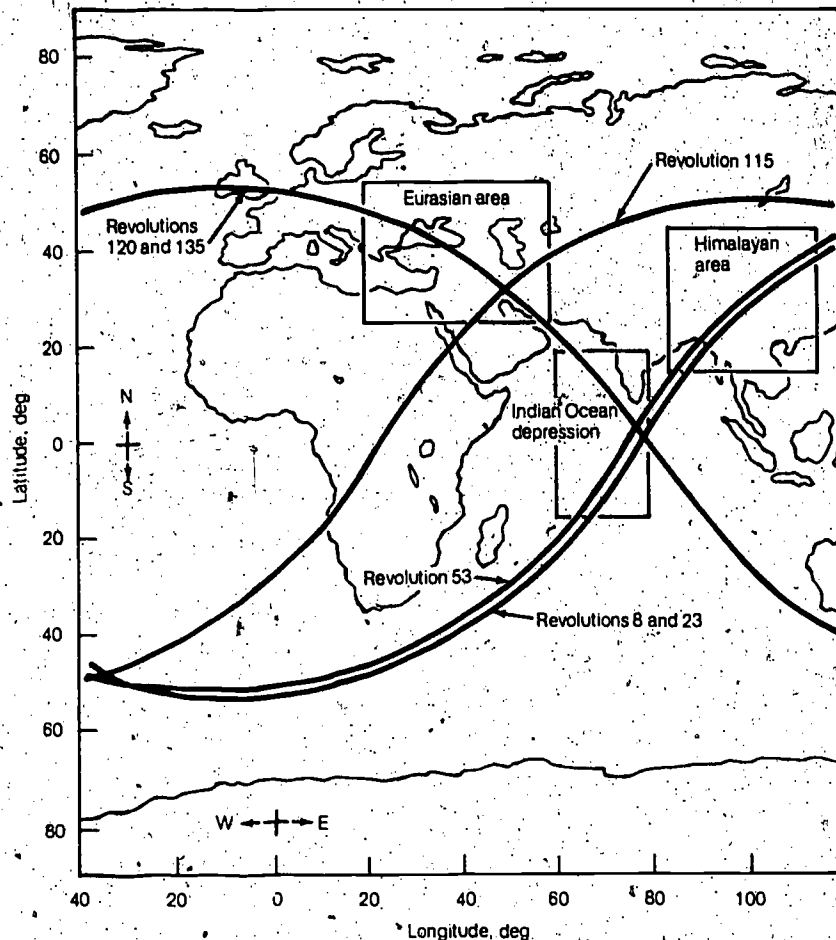 80
60
40
20
0
20
40
60
80
Latitude, deg
N
S
Revolution 115
Eurasian area
Revolutions
120 and 135
Himalayan
area
Indian Ocean
depression
Revolution 53
Revolutions 8 and 23
W
E
40 20 0 20 40 60 80 100
Longitude, deg